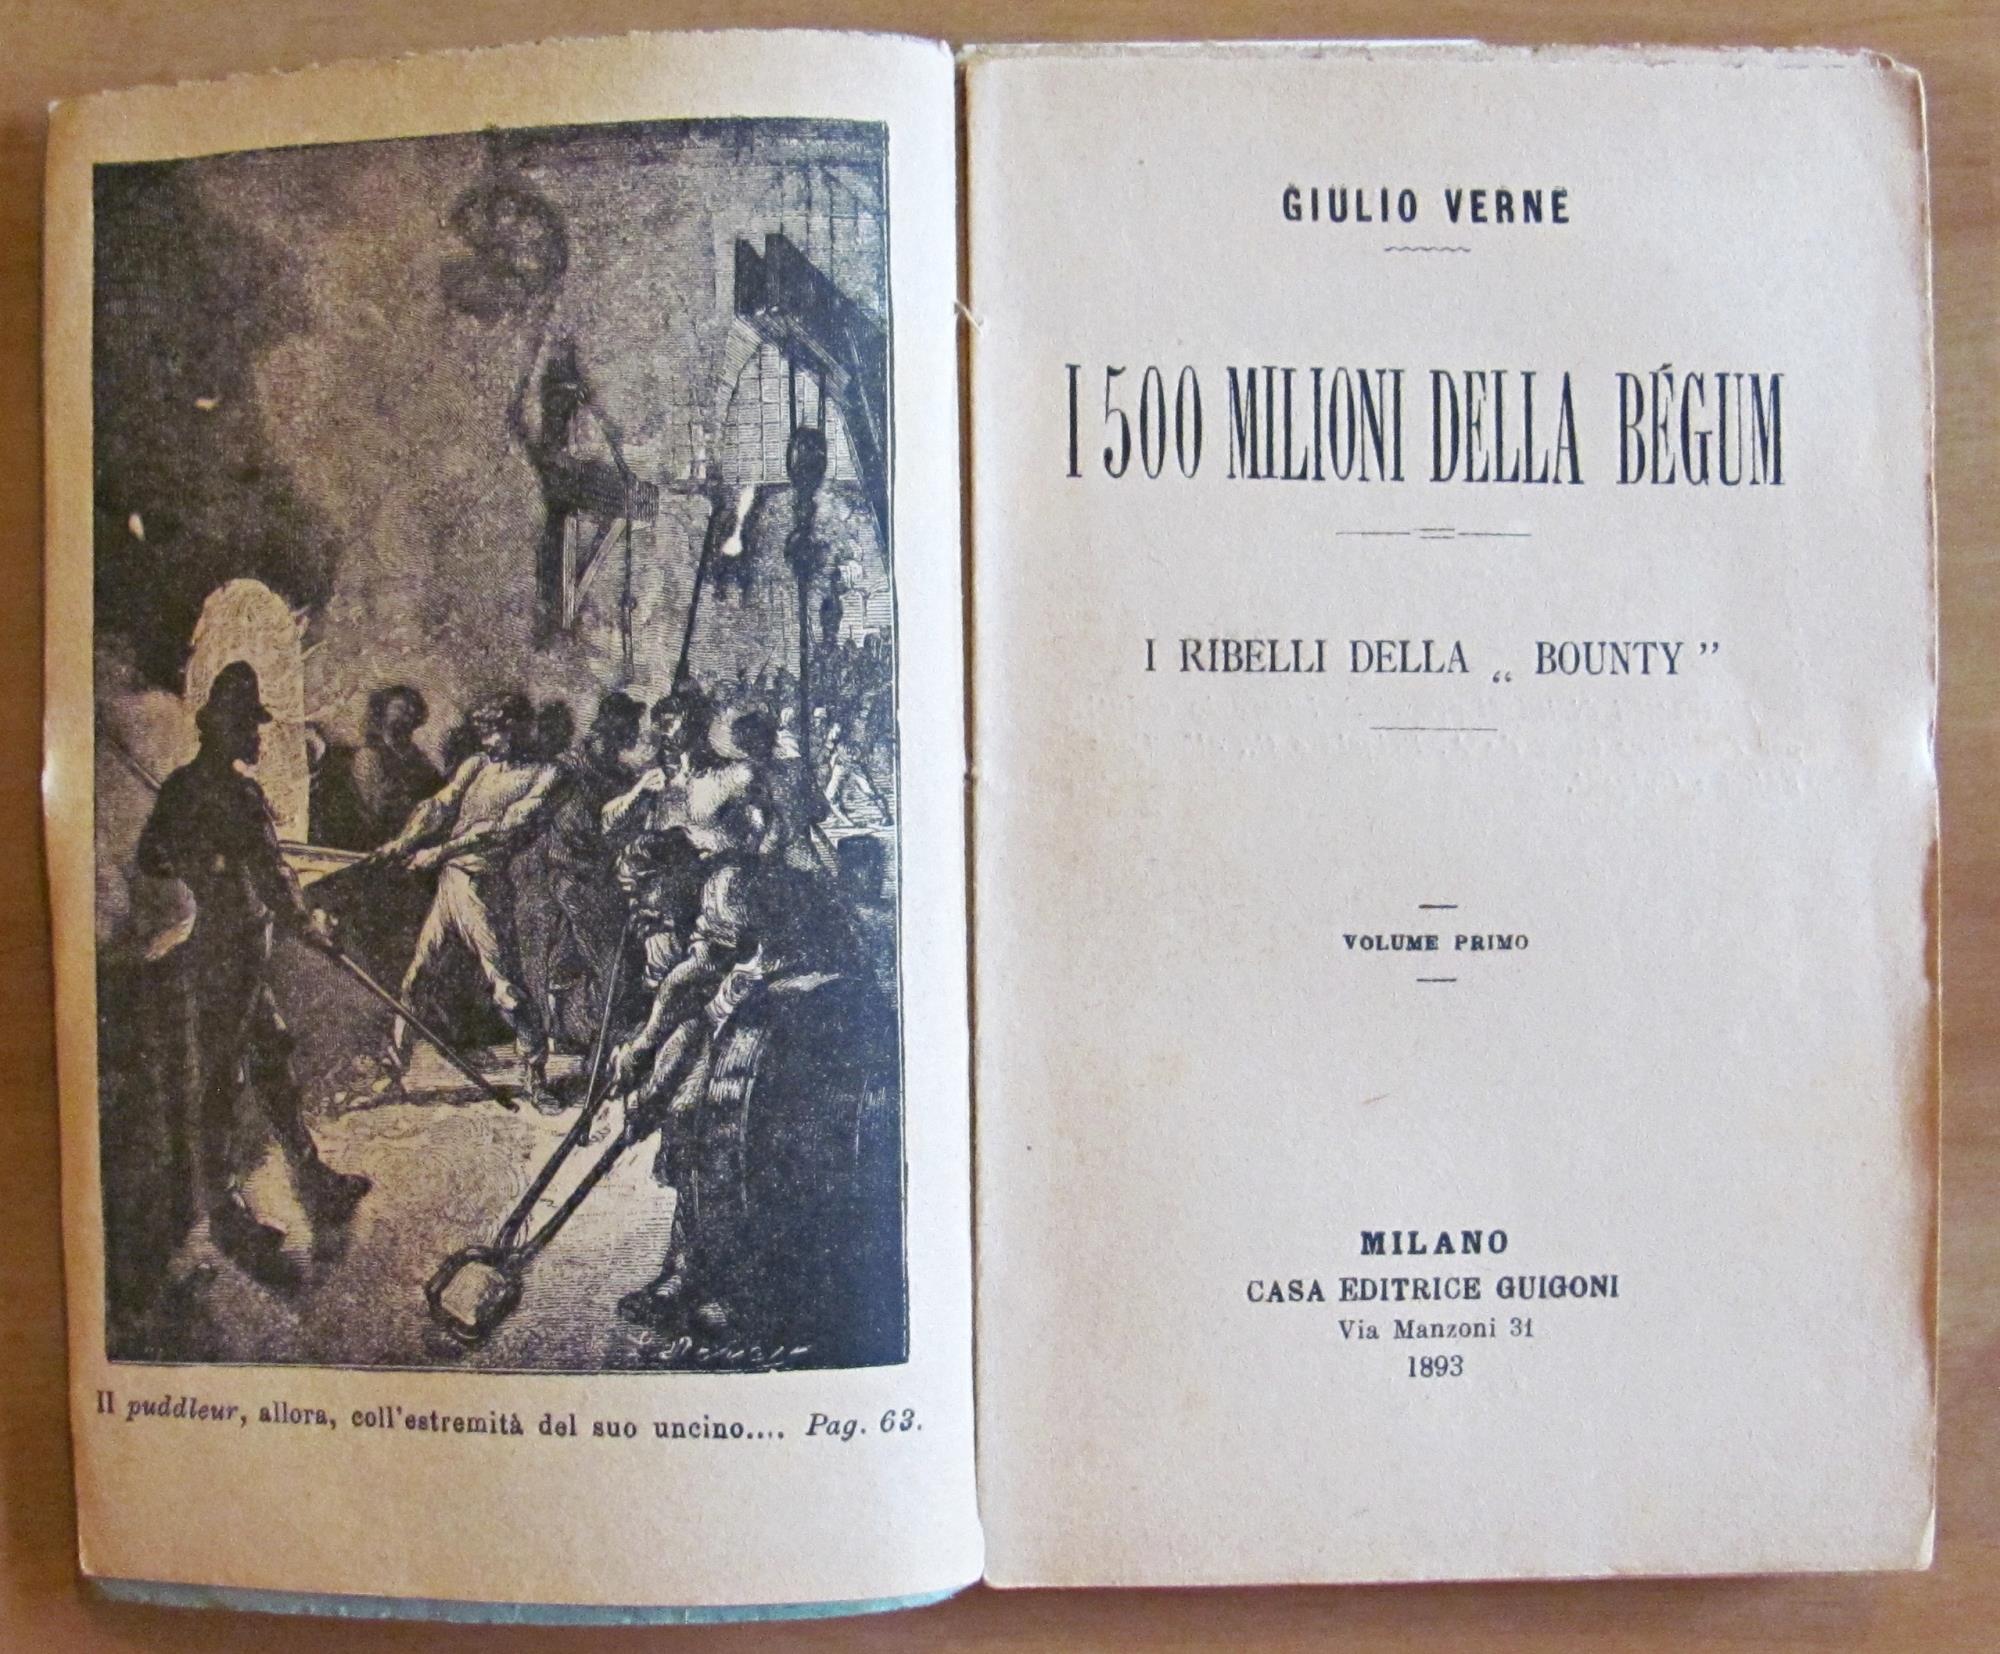 Il puddleur, allora, coll'estremità del suo uncino.... Pag. 63.
GIULIO VERNE
I 500 MILIONI DELLA BÉGUM
I RIBELLI DELLA „ BOUNTY ”
VOLUME PRIMO
MILANO
CASA EDITRICE GUIGONI
Via Manzoni 31
1893